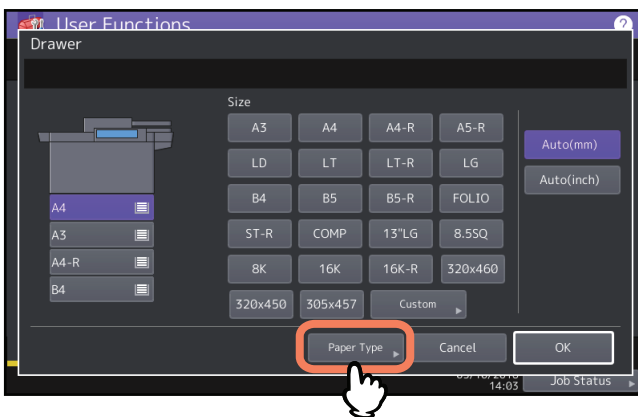 User Functions
?
Drawer
Size
A3 A4 A4-R A5-R
Auto(mm)
LD LT LT-R LG
Auto(inch)
B4 B5 B5-R FOLIO
A4
A3
ST-R COMP 13"LG 8.5SQ
A4-R
8K 16K 16K-R 320x460
B4
320x450 305x457 Custom
Paper Type Cancel OK
14:03 Job Status